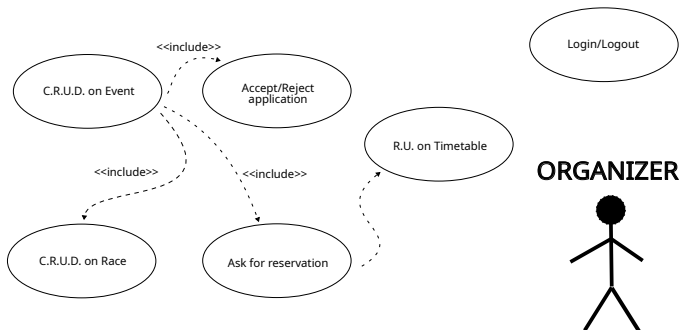 Login/Logout
<<include>>
C.R.U.D. on Event
Accept/Reject
application
R.U. on Timetable
<<include>>
<<include>>
ORGANIZER
C.R.U.D. on Race
Ask for reservation